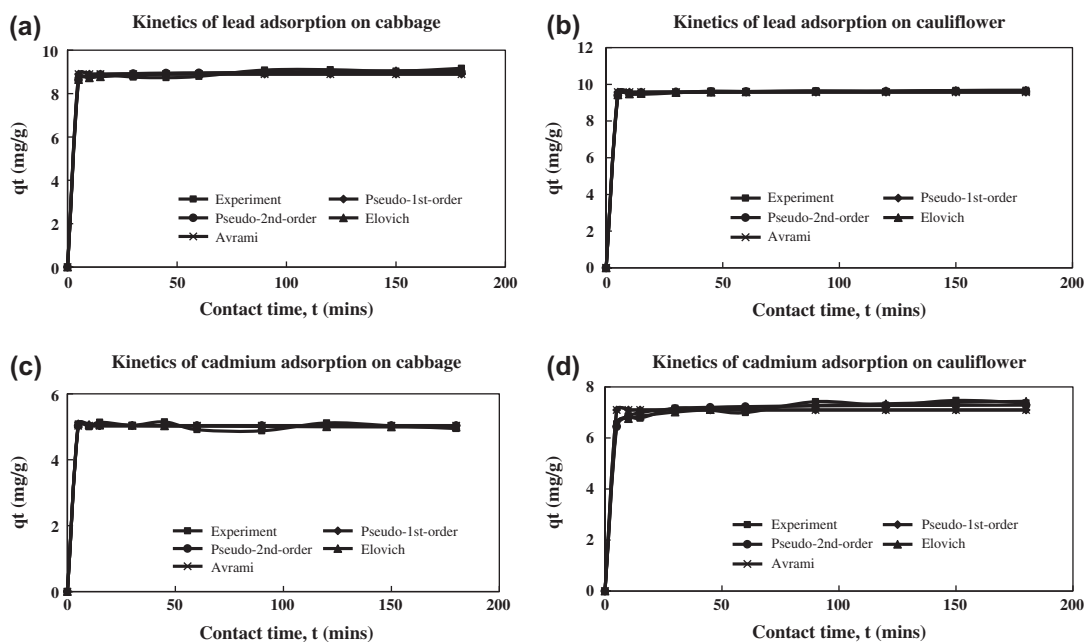 (a)
Kinetics of lead adsorption on cabbage
10
8
6
4
2
0
qt (mg/g)
Experiment
Pseudo-1st-order
Pseudo-2nd-order
Elovich
Avrami
0 50 100 150 200
Contact time, t (mins)
(b)
Kinetics of lead adsorption on cauliflower
12
10
8
6
4
2
0
qt (mg/g)
Experiment
Pseudo-1st-order
Pseudo-2nd-order
Elovich
Avrami
0 50 100 150 200
Contact time, t (mins)
(c)
Kinetics of cadmium adsorption on cabbage
6
4
2
0
qt (mg/g)
Experiment
Pseudo-1st-order
Pseudo-2nd-order
Elovich
Avrami
0 50 100 150 200
Contact time, t (mins)
(d)
Kinetics of cadmium adsorption on cauliflower
8
6
4
2
0
qt (mg/g)
Experiment
Pseudo-1st-order
Pseudo-2nd-order
Elovich
Avrami
0 50 100 150 200
Contact time, t (mins)